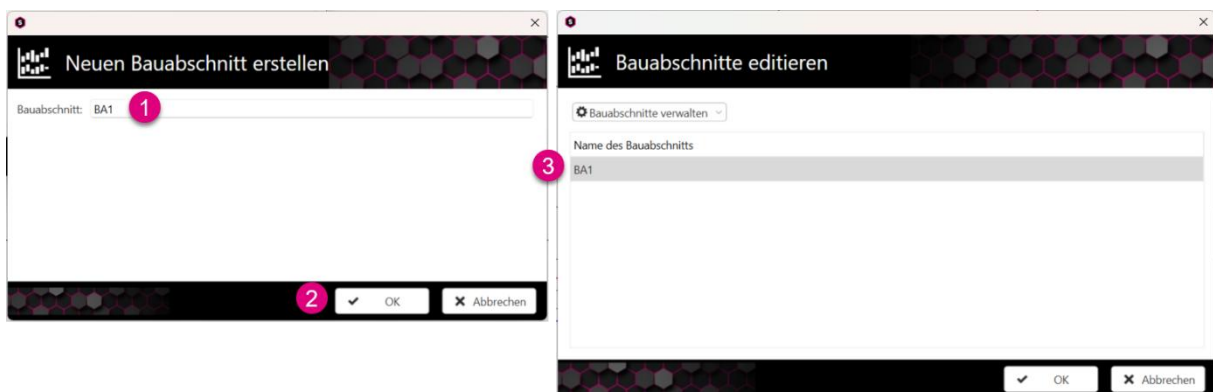 Neuen Bauabschnitt erstellen
Bauabschnitt: BA1 1
2 OK Abbrechen
Bauabschnitte editieren
Bauabschnitte verwalten
Name des Bauabschnitts
3 BA1
OK Abbrechen